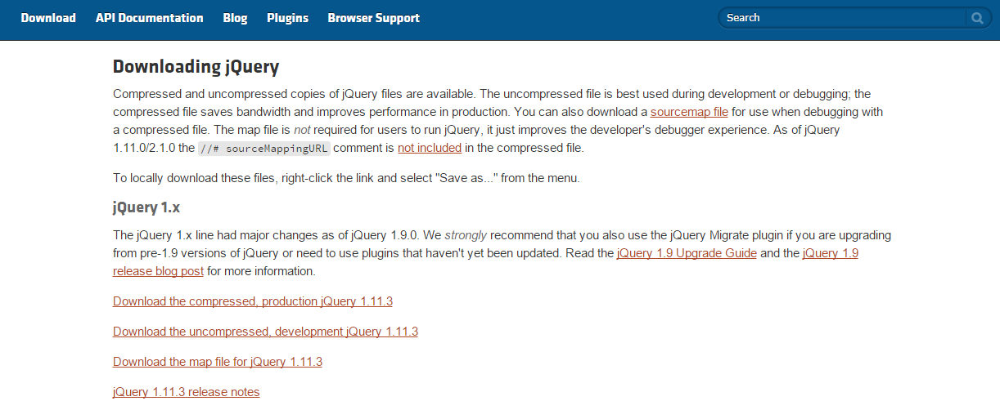 Download API Documentation Blog Plugins Browser Support Search
Downloading jQuery
Compressed and uncompressed copies of jQuery files are available. The uncompressed file is best used during development or debugging; the
compressed file saves bandwidth and improves performance in production. You can also download a sourcemap file for use when debugging with
a compressed file. The map file is not required for users to run jQuery, it just improves the developer's debugger experience. As of jQuery
1.11.0/2.1.0 the //# sourceMappingURL comment is not included in the compressed file.
To locally download these files, right-click the link and select "Save as..." from the menu.
jQuery 1.x
The jQuery 1.x line had major changes as of jQuery 1.9.0. We strongly recommend that you also use the jQuery Migrate plugin if you are upgrading
from pre-1.9 versions of jQuery or need to use plugins that haven't yet been updated. Read the jQuery 1.9 Upgrade Guide and the jQuery 1.9
release blog post for more information.
Download the compressed, production jQuery 1.11.3
Download the uncompressed, development jQuery 1.11.3
Download the map file for jQuery 1.11.3
jQuery 1.11.3 release notes